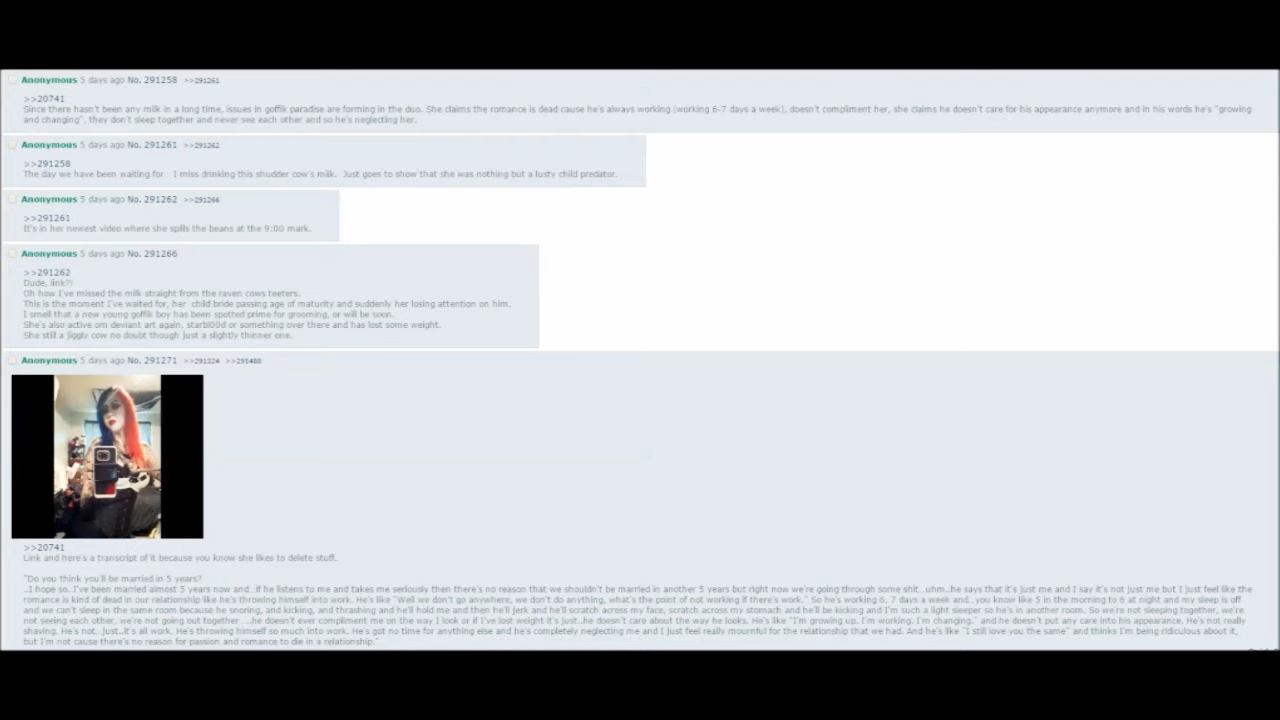 Anonymous 5 days ago No. 291258 >>291261
>>20741
Since there hasn't been any milk in a long time, issues in goffik paradise are forming in the duo. She claims the romance is dead cause he's always working (working 6-7 days a week), doesn't compliment her, she claims he doesn't care for his appearance anymore and in his words he's "growing
and changing", they don't sleep together and never see each other and so he's neglecting her.
Anonymous 5 days ago No. 291261 >>291262
>>291258
The day we have been waiting for. I miss drinking this shudder cow's milk. Just goes to show that she was nothing but a lusty child predator.
Anonymous 5 days ago No. 291262 >>291266
>>291261
It's in her newest video where she spills the beans at the 9:00 mark.
Anonymous 5 days ago No. 291266
>>291262
Dude, link?!
Oh how I've missed the milk straight from the raven cows teeters.
This is the moment I've waited for, her child bride passing age of maturity and suddenly her losing attention on him.
I smell that a new young goffik boy has been spotted prime for grooming, or will be soon.
She's also active om deviant art again, starbl00d or something over there and has lost some weight.
She still a jiggly cow no doubt though just a slightly thinner one.
Anonymous 5 days ago No. 291271 >>291324 >>291488
>>20741
Link and here's a transcript of it because you know she likes to delete stuff.
"Do you think you'll be married in 5 years?
..I hope so. I've been married almost 5 years now and...if he listens to me and takes me seriously then there's no reason that we shouldn't be married in another 5 years but right now we're going through some shit...uhm..he says that it's just me and I say it's not just me but I just feel like the
romance is kind of dead in our relationship like he's throwing himself into work. He's like "Well we don't go anywhere, we don't do anything, what's the point of not working if there's work." So he's working 6, 7 days a week and..you know like 5 in the morning to 6 at night and my sleep is off
and we can't sleep in the same room because he snoring, and kicking, and thrashing and he'll hold me and then he'll jerk and he'll scratch across my face, scratch across my stomach and he'll be kicking and I'm such a light sleeper so he's in another room. So we're not sleeping together, we're
not seeing each other, we're not going out together....he doesn't ever compliment me on the way I look or if I've lost weight it's just..he doesn't care about the way he looks. He's like "I'm growing up. I'm working. I'm changing." and he doesn't put any care into his appearance. He's not really
shaving. He's not..just..it's all work. He's throwing himself so much into work. He's got no time for anything else and he's completely neglecting me and I just feel really mournful for the relationship that we had. And he's like "I still love you the same" and thinks I'm being ridiculous about it,
but I'm not cause there's no reason for passion and romance to die in a relationship."